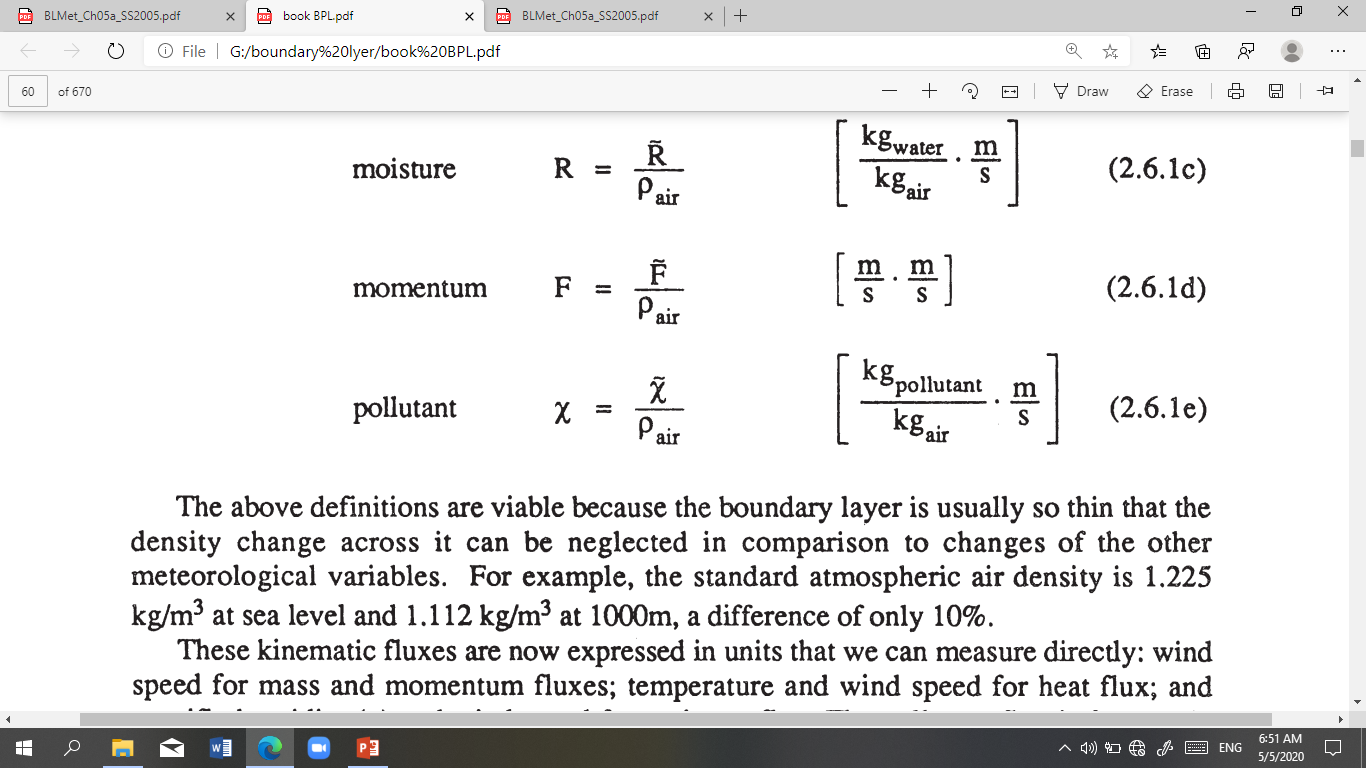 BLMet_Ch05a_SS2005.pdf book BPL.pdf BLMet_Ch05a_SS2005.pdf
File G:/boundary%20lyer/book%20BPL.pdf
60 of 670 Draw Erase
moisture R = R̃ / ρair [ kgwater / kgair · m / s ] (2.6.1c)
momentum F = F̃ / ρair [ m / s · m / s ] (2.6.1d)
pollutant χ = χ̃ / ρair [ kgpollutant / kgair · m / s ] (2.6.1e)
The above definitions are viable because the boundary layer is usually so thin that the
density change across it can be neglected in comparison to changes of the other
meteorological variables. For example, the standard atmospheric air density is 1.225
kg/m3 at sea level and 1.112 kg/m3 at 1000m, a difference of only 10%.
These kinematic fluxes are now expressed in units that we can measure directly: wind
speed for mass and momentum fluxes; temperature and wind speed for heat flux; and
ENG 6:51 AM
5/5/2020